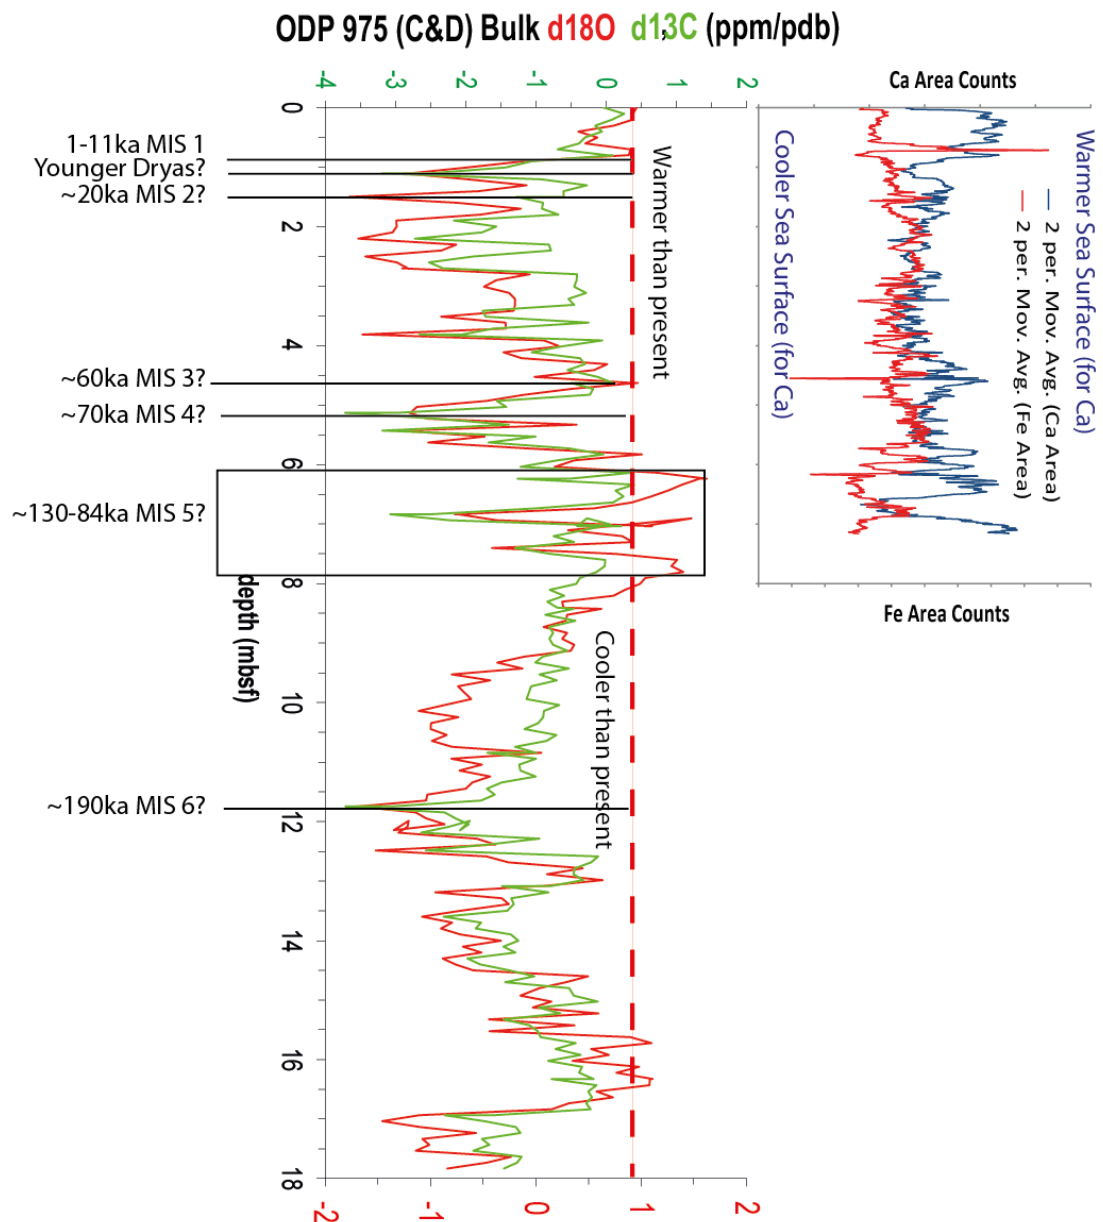 ODP 975 (C&D) Bulk d18O d1,3C (ppm/pdb)
-4 -3 -2 -1 0 1 2
0
2
4
6
8
10
12
14
16
18
-2 -1 0 1 2
depth (mbsf)
1-11ka MIS 1
Younger Dryas?
~20ka MIS 2?
~60ka MIS 3?
~70ka MIS 4?
~130-84ka MIS 5?
~190ka MIS 6?
Warmer than present
Cooler than present
Ca Area Counts
Warmer Sea Surface (for Ca)
2 per. Mov. Avg. (Ca Area)
2 per. Mov. Avg. (Fe Area)
Cooler Sea Surface (for Ca)
Fe Area Counts